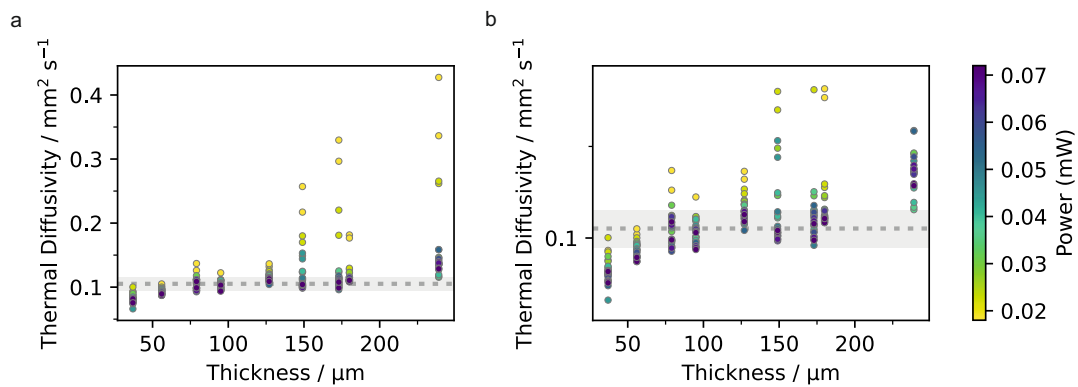 a
Thermal Diffusivity / mm² s⁻¹
0.4
0.3
0.2
0.1
50
100
150
200
Thickness / μm
b
Thermal Diffusivity / mm² s⁻¹
0.1
50
100
150
200
Thickness / μm
0.07
0.06
0.05
0.04
0.03
0.02
Power (mW)